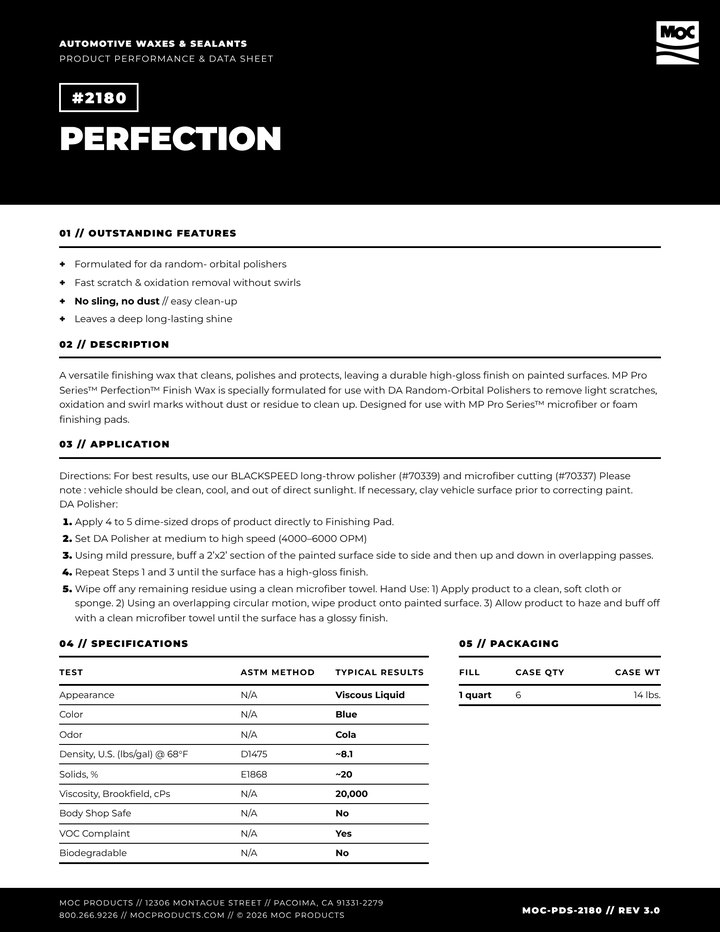 AUTOMOTIVE WAXES & SEALANTS
PRODUCT PERFORMANCE & DATA SHEET
MOC
#2180
PERFECTION
01 // OUTSTANDING FEATURES
+ Formulated for da random- orbital polishers
+ Fast scratch & oxidation removal without swirls
+ No sling, no dust // easy clean-up
+ Leaves a deep long-lasting shine
02 // DESCRIPTION
A versatile finishing wax that cleans, polishes and protects, leaving a durable high-gloss finish on painted surfaces. MP Pro
Series™ Perfection™ Finish Wax is specially formulated for use with DA Random-Orbital Polishers to remove light scratches,
oxidation and swirl marks without dust or residue to clean up. Designed for use with MP Pro Series™ microfiber or foam
finishing pads.
03 // APPLICATION
Directions: For best results, use our BLACKSPEED long-throw polisher (#70339) and microfiber cutting (#70337) Please
note : vehicle should be clean, cool, and out of direct sunlight. If necessary, clay vehicle surface prior to correcting paint.
DA Polisher:
1. Apply 4 to 5 dime-sized drops of product directly to Finishing Pad.
2. Set DA Polisher at medium to high speed (4000–6000 OPM)
3. Using mild pressure, buff a 2'x2' section of the painted surface side to side and then up and down in overlapping passes.
4. Repeat Steps 1 and 3 until the surface has a high-gloss finish.
5. Wipe off any remaining residue using a clean microfiber towel. Hand Use: 1) Apply product to a clean, soft cloth or
sponge. 2) Using an overlapping circular motion, wipe product onto painted surface. 3) Allow product to haze and buff off
with a clean microfiber towel until the surface has a glossy finish.
04 // SPECIFICATIONS
TEST ASTM METHOD TYPICAL RESULTS
Appearance N/A Viscous Liquid
Color N/A Blue
Odor N/A Cola
Density, U.S. (lbs/gal) @ 68°F D1475 ~8.1
Solids, % E1868 ~20
Viscosity, Brookfield, cPs N/A 20,000
Body Shop Safe N/A No
VOC Complaint N/A Yes
Biodegradable N/A No
05 // PACKAGING
FILL CASE QTY CASE WT
1 quart 6 14 lbs.
MOC PRODUCTS // 12306 MONTAGUE STREET // PACOIMA, CA 91331-2279
800.266.9226 // MOCPRODUCTS.COM // © 2026 MOC PRODUCTS
MOC-PDS-2180 // REV 3.0